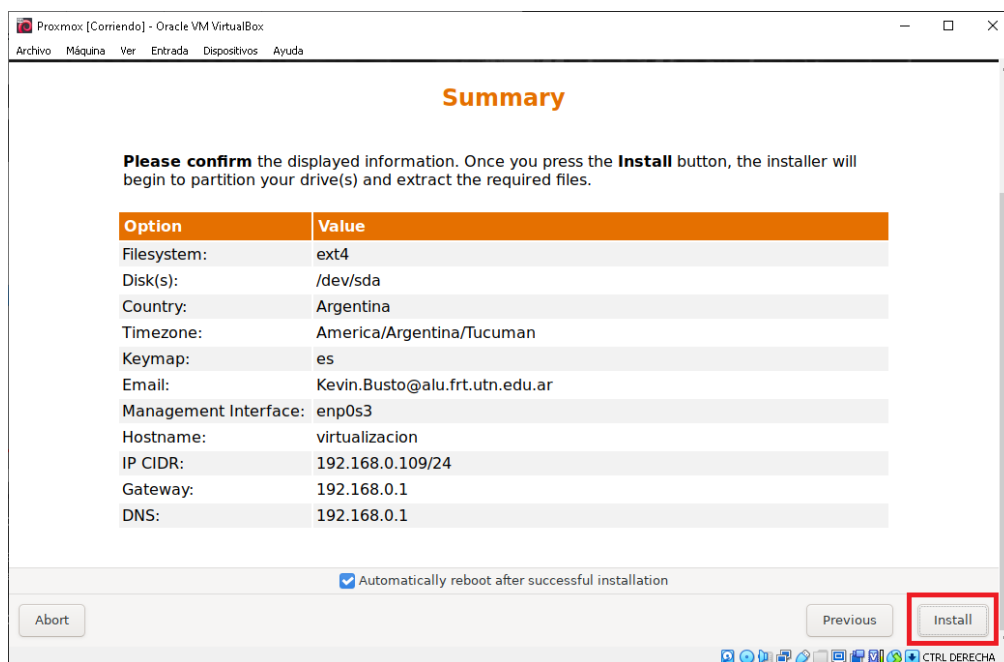 Proxmox [Corriendo] - Oracle VM VirtualBox
Archivo Máquina Ver Entrada Dispositivos Ayuda
Summary
Please confirm the displayed information. Once you press the Install button, the installer will
begin to partition your drive(s) and extract the required files.
Option Value
Filesystem: ext4
Disk(s): /dev/sda
Country: Argentina
Timezone: America/Argentina/Tucuman
Keymap: es
Email: Kevin.Busto@alu.frt.utn.edu.ar
Management Interface: enp0s3
Hostname: virtualizacion
IP CIDR: 192.168.0.109/24
Gateway: 192.168.0.1
DNS: 192.168.0.1
Automatically reboot after successful installation
Abort Previous Install
CTRL DERECHA